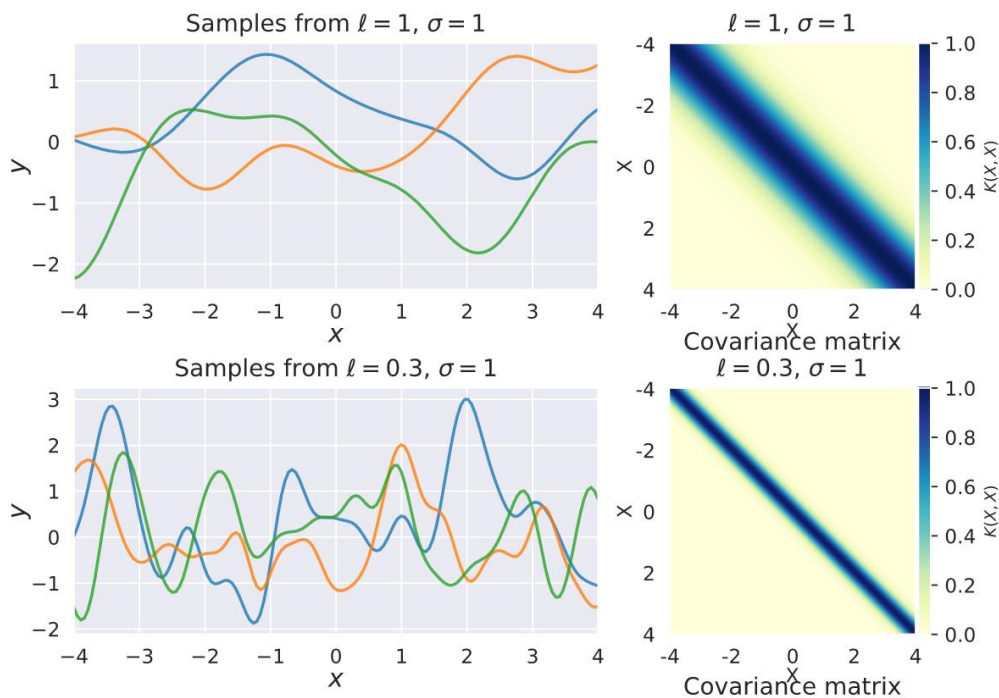 Samples from ℓ = 1, σ = 1
1
0
−1
−2
y
−4 −3 −2 −1 0 1 2 3 4
x
ℓ = 1, σ = 1
-4
-2
0
2
4
X
-4 -2 0 2 4
X
Covariance matrix
1.0
0.8
0.6
0.4
0.2
0.0
K(X, X)
Samples from ℓ = 0.3, σ = 1
3
2
1
0
−1
−2
y
−4 −3 −2 −1 0 1 2 3 4
x
ℓ = 0.3, σ = 1
-4
-2
0
2
4
X
-4 -2 0 2 4
X
Covariance matrix
1.0
0.8
0.6
0.4
0.2
0.0
K(X, X)